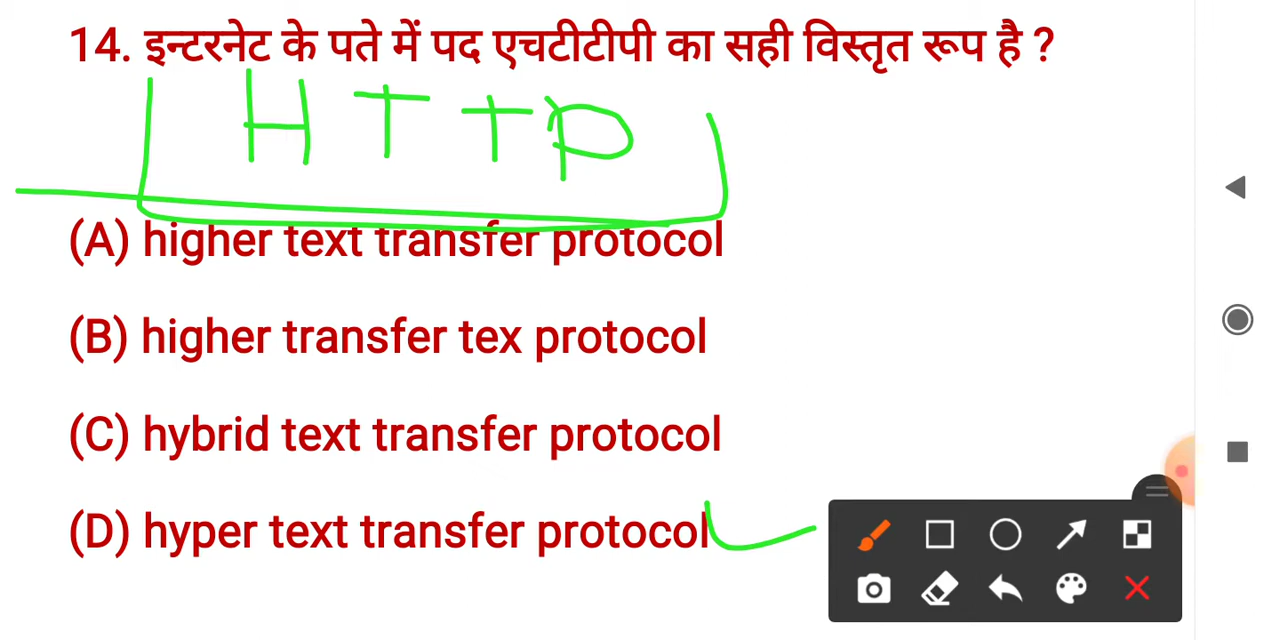 14. इन्टरनेट के पते में पद एचटीटीपी का सही विस्तृत रूप है ?
H T T P
(A) higher text transfer protocol
(B) higher transfer tex protocol
(C) hybrid text transfer protocol
(D) hyper text transfer protocol